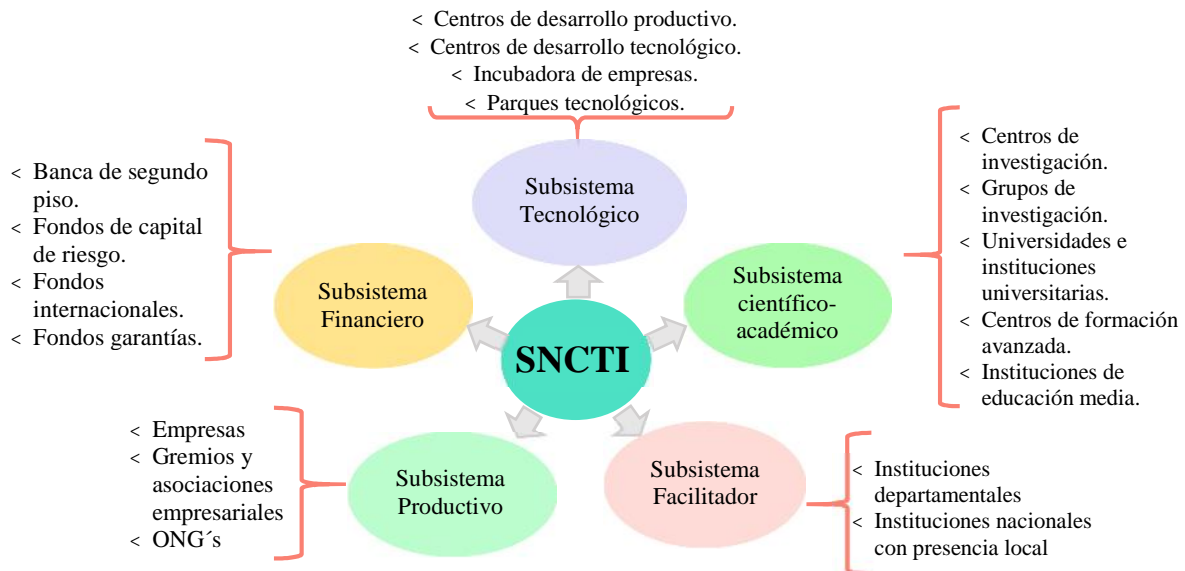 < Centros de desarrollo productivo.
< Centros de desarrollo tecnológico.
< Incubadora de empresas.
< Parques tecnológicos.
Subsistema
Tecnológico
< Banca de segundo
piso.
< Fondos de capital
de riesgo.
< Fondos
internacionales.
< Fondos garantías.
Subsistema
Financiero
Subsistema
científico-
académico
< Centros de
investigación.
< Grupos de
investigación.
< Universidades e
instituciones
universitarias.
< Centros de formación
avanzada.
< Instituciones de
educación media.
SNCTI
< Empresas
< Gremios y
asociaciones
empresariales
< ONG´s
Subsistema
Productivo
Subsistema
Facilitador
< Instituciones
departamentales
< Instituciones nacionales
con presencia local